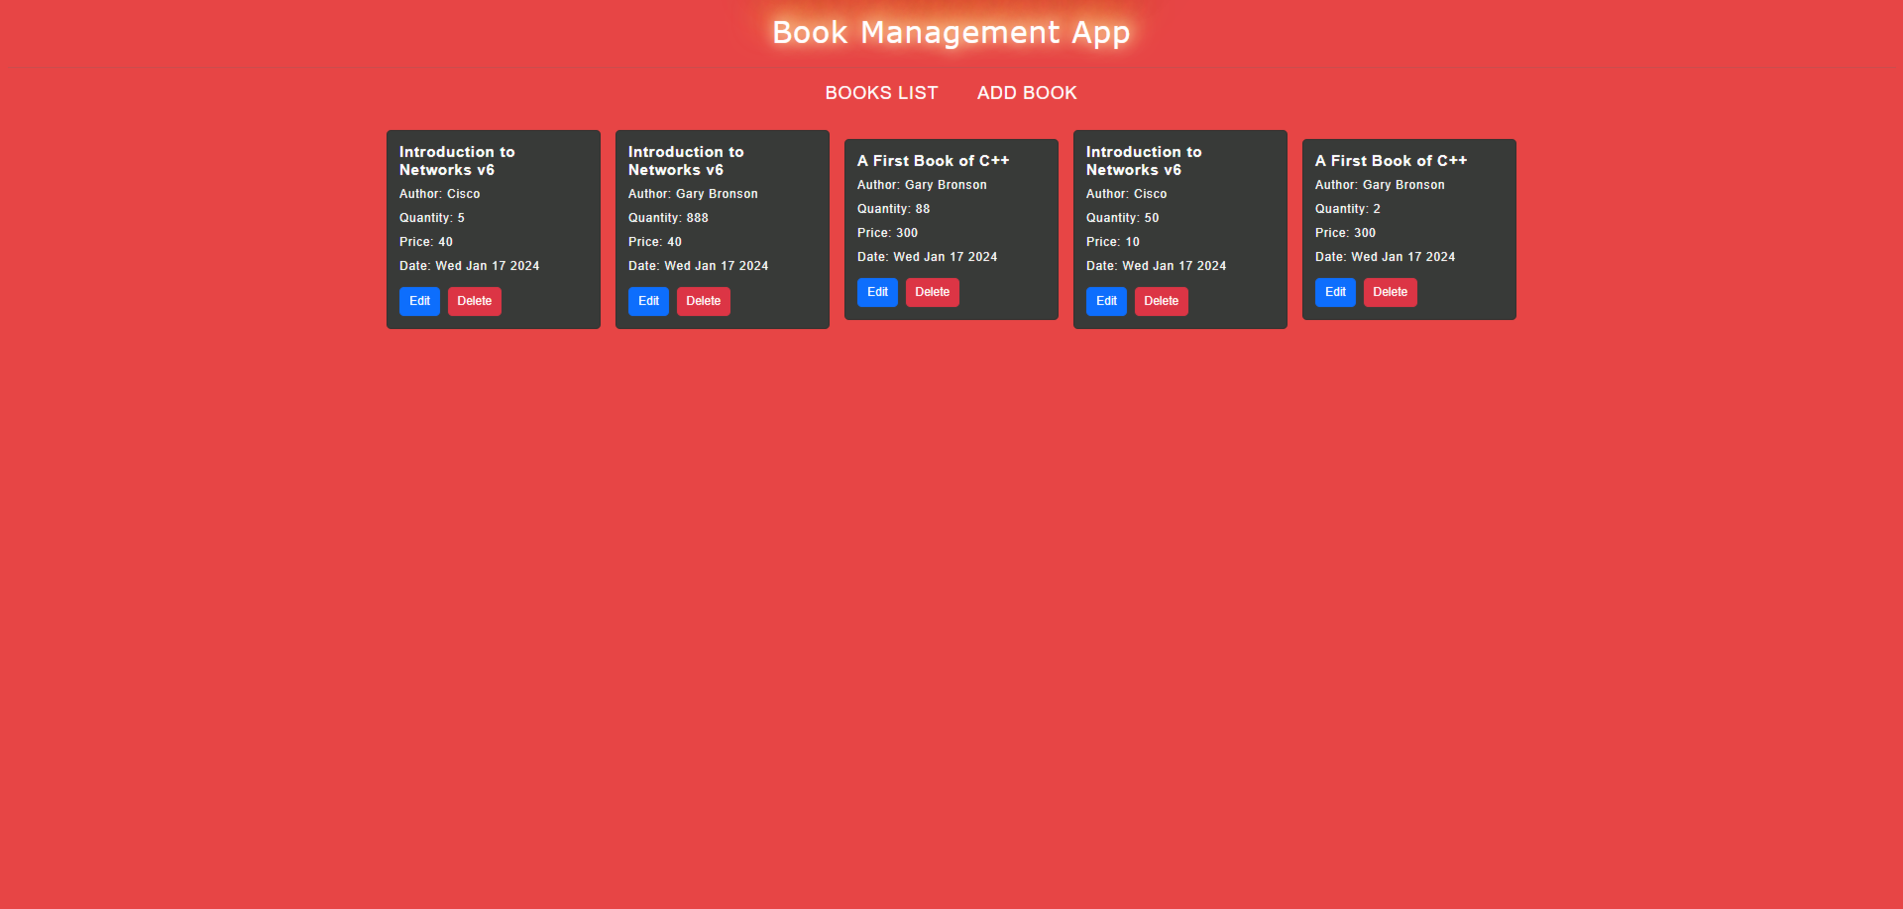 Book Management App
BOOKS LIST
ADD BOOK
Introduction to
Networks v6
Author: Cisco
Quantity: 5
Price: 40
Date: Wed Jan 17 2024
Edit
Delete
Introduction to
Networks v6
Author: Gary Bronson
Quantity: 888
Price: 40
Date: Wed Jan 17 2024
Edit
Delete
A First Book of C++
Author: Gary Bronson
Quantity: 88
Price: 300
Date: Wed Jan 17 2024
Edit
Delete
Introduction to
Networks v6
Author: Cisco
Quantity: 50
Price: 10
Date: Wed Jan 17 2024
Edit
Delete
A First Book of C++
Author: Gary Bronson
Quantity: 2
Price: 300
Date: Wed Jan 17 2024
Edit
Delete